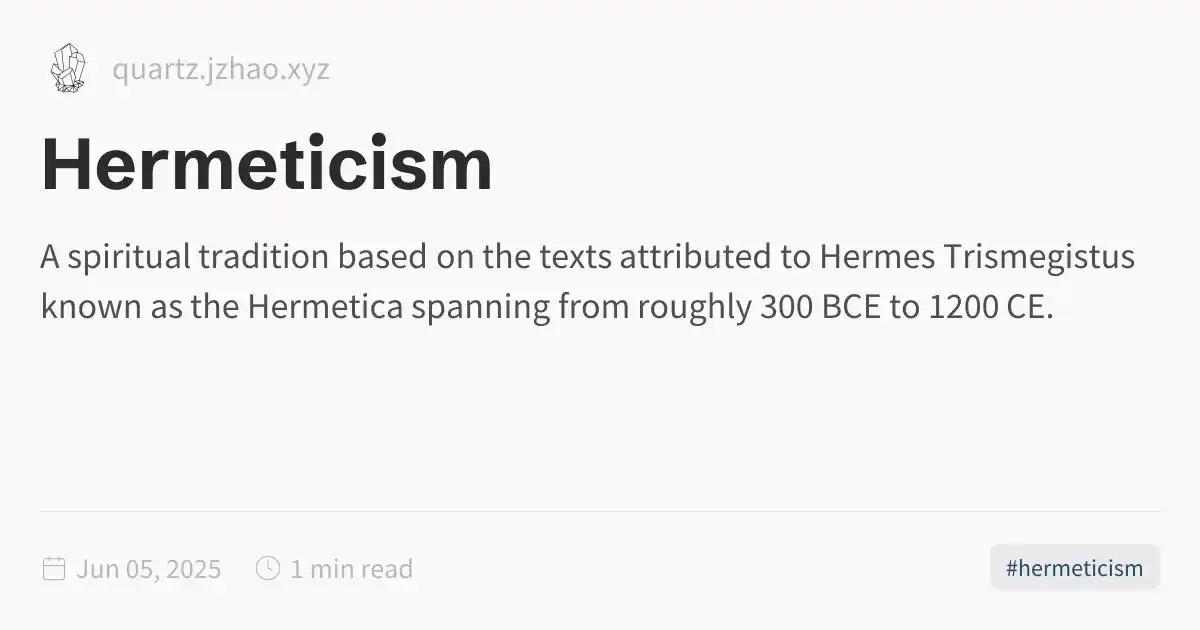 quartz.jzhao.xyz
Hermeticism
A spiritual tradition based on the texts attributed to Hermes Trismegistus
known as the Hermetica spanning from roughly 300 BCE to 1200 CE.
Jun 05, 2025 1 min read #hermeticism